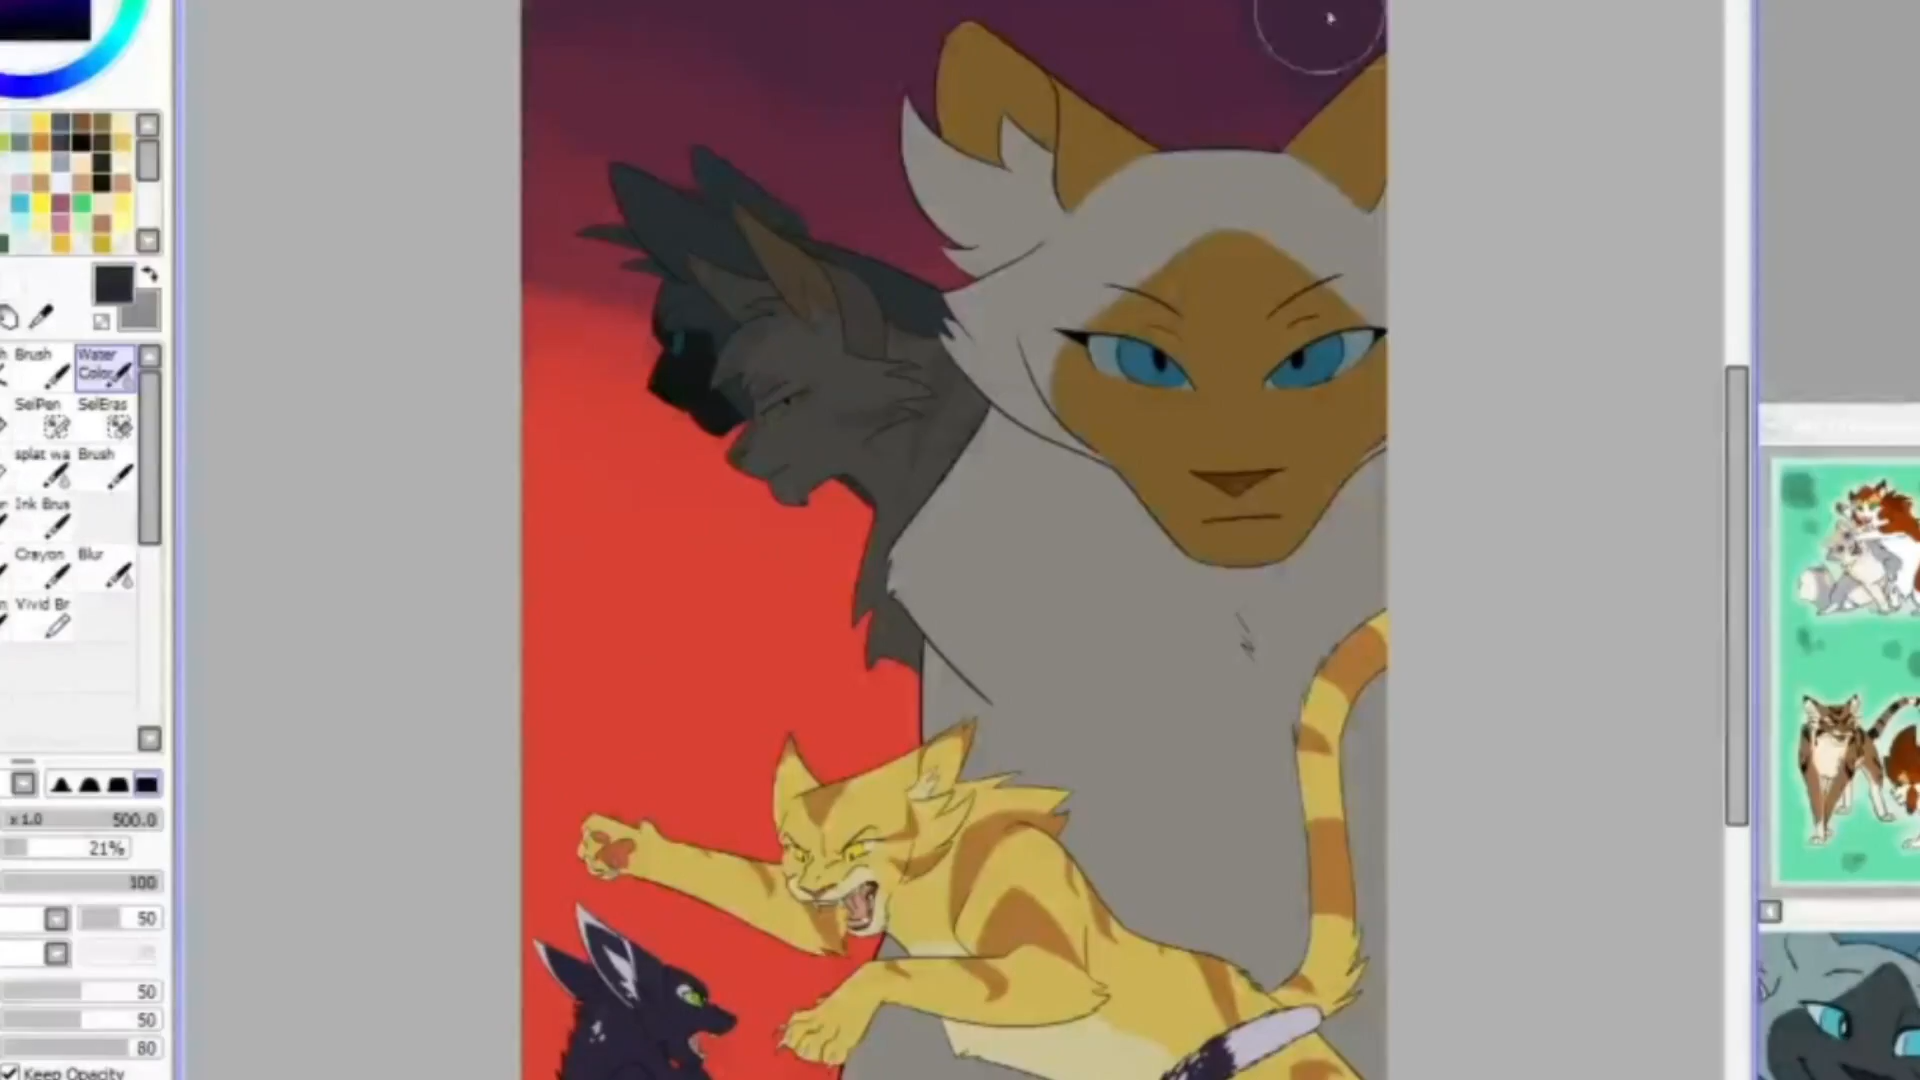 Brush
Water
Color
SelPen
SelEras
splat wa
Brush
Ink Brus
Crayon
Blur
Vivid Br
x 1.0
500.0
21%
100
50
50
50
80
Keep Opacity